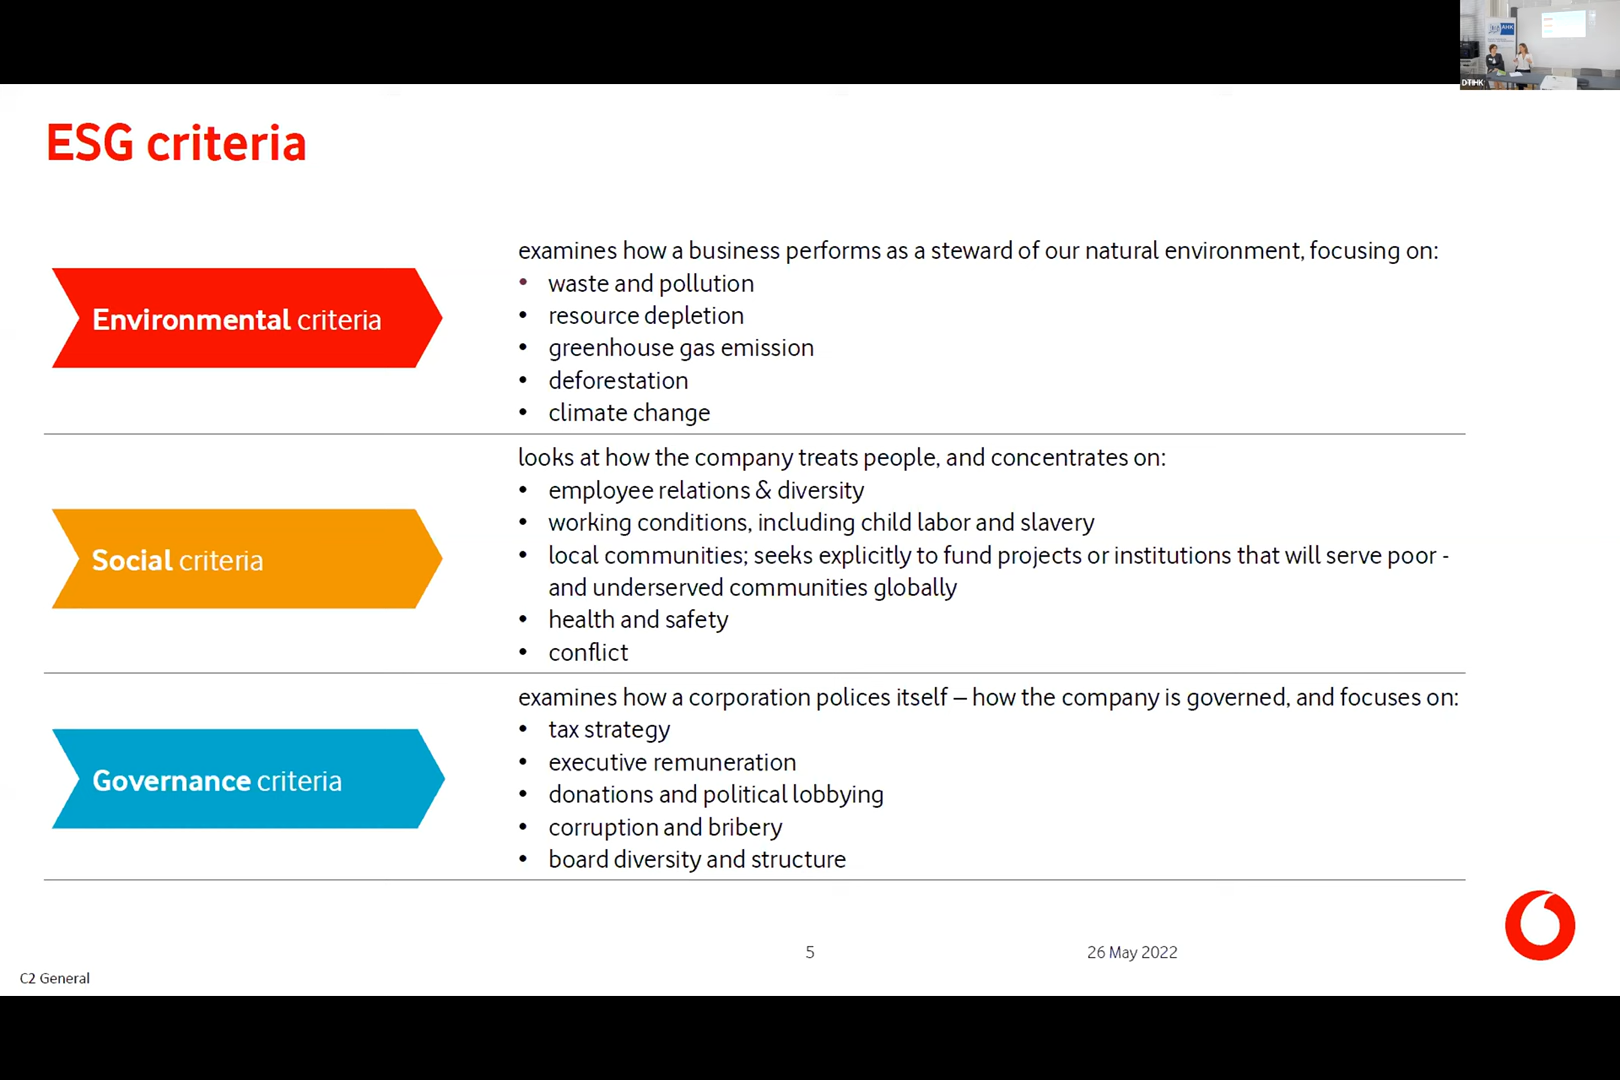 AHK
DTIHK
ESG criteria
Environmental criteria
examines how a business performs as a steward of our natural environment, focusing on:
• waste and pollution
• resource depletion
• greenhouse gas emission
• deforestation
• climate change
Social criteria
looks at how the company treats people, and concentrates on:
• employee relations & diversity
• working conditions, including child labor and slavery
• local communities; seeks explicitly to fund projects or institutions that will serve poor -
and underserved communities globally
• health and safety
• conflict
Governance criteria
examines how a corporation polices itself – how the company is governed, and focuses on:
• tax strategy
• executive remuneration
• donations and political lobbying
• corruption and bribery
• board diversity and structure
5
26 May 2022
C2 General